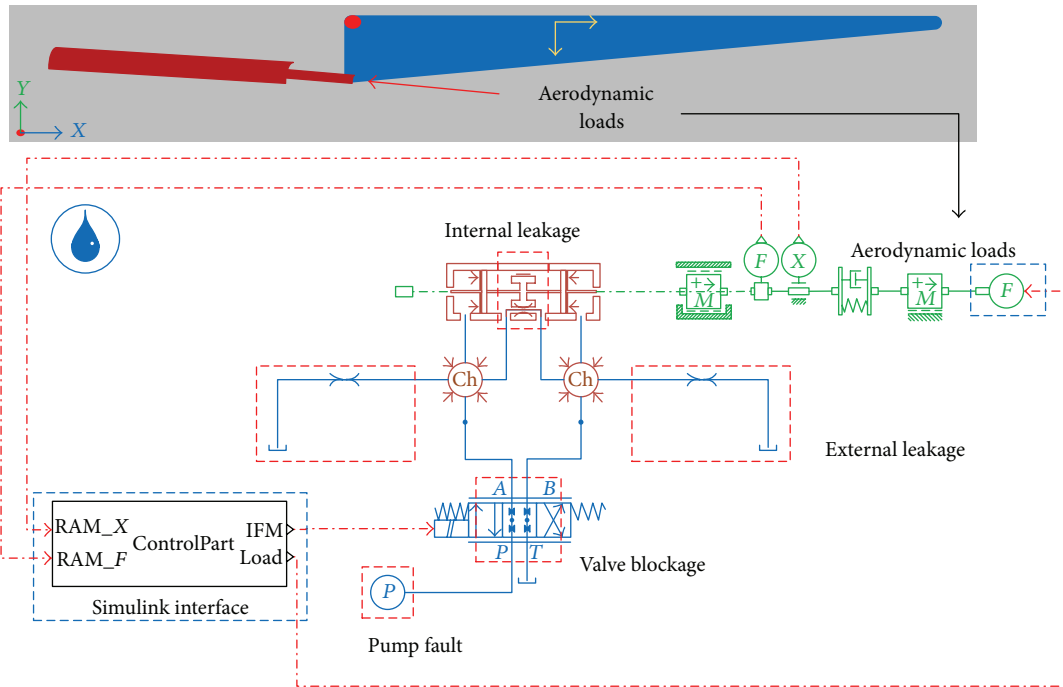 Aerodynamic
loads
Y
X
Internal leakage
F
X
Aerodynamic loads
M
M
F
Ch
Ch
External leakage
A
B
P
T
Valve blockage
RAM_X
RAM_F
ControlPart
IFM
Load
Simulink interface
P
Pump fault